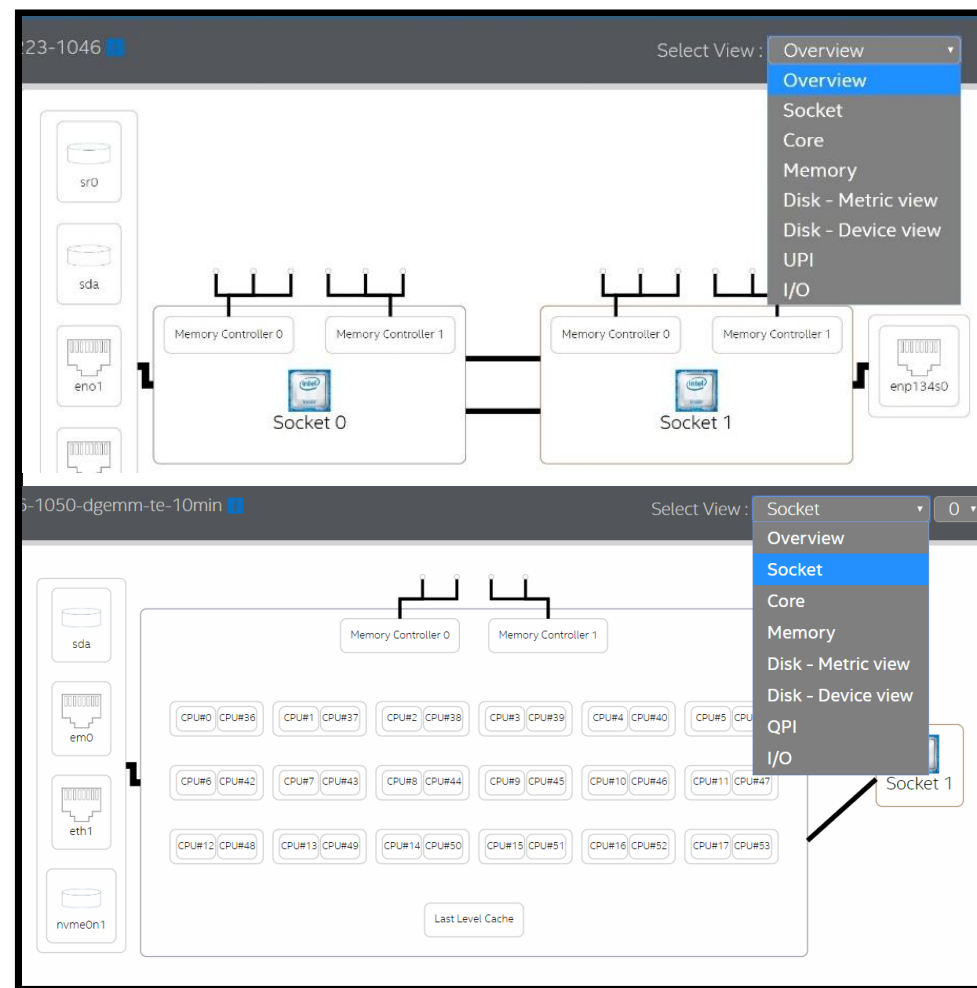 23-1046
Select View : Overview
Overview
Socket
Core
Memory
Disk - Metric view
Disk - Device view
UPI
I/O
sr0
sda
eno1
Memory Controller 0
Memory Controller 1
Socket 0
Memory Controller 0
Memory Controller 1
Socket 1
enp134s0
-1050-dgemm-te-10min
Select View : Socket 0
Overview
Socket
Core
Memory
Disk - Metric view
Disk - Device view
QPI
I/O
sda
em0
eth1
nvme0n1
Memory Controller 0 Memory Controller 1
CPU#0 CPU#36 CPU#1 CPU#37 CPU#2 CPU#38 CPU#3 CPU#39 CPU#4 CPU#40 CPU#5 CPU
CPU#6 CPU#42 CPU#7 CPU#43 CPU#8 CPU#44 CPU#9 CPU#45 CPU#10 CPU#46 CPU#11 CPU#47
CPU#12 CPU#48 CPU#13 CPU#49 CPU#14 CPU#50 CPU#15 CPU#51 CPU#16 CPU#52 CPU#17 CPU#53
Last Level Cache
Socket 1